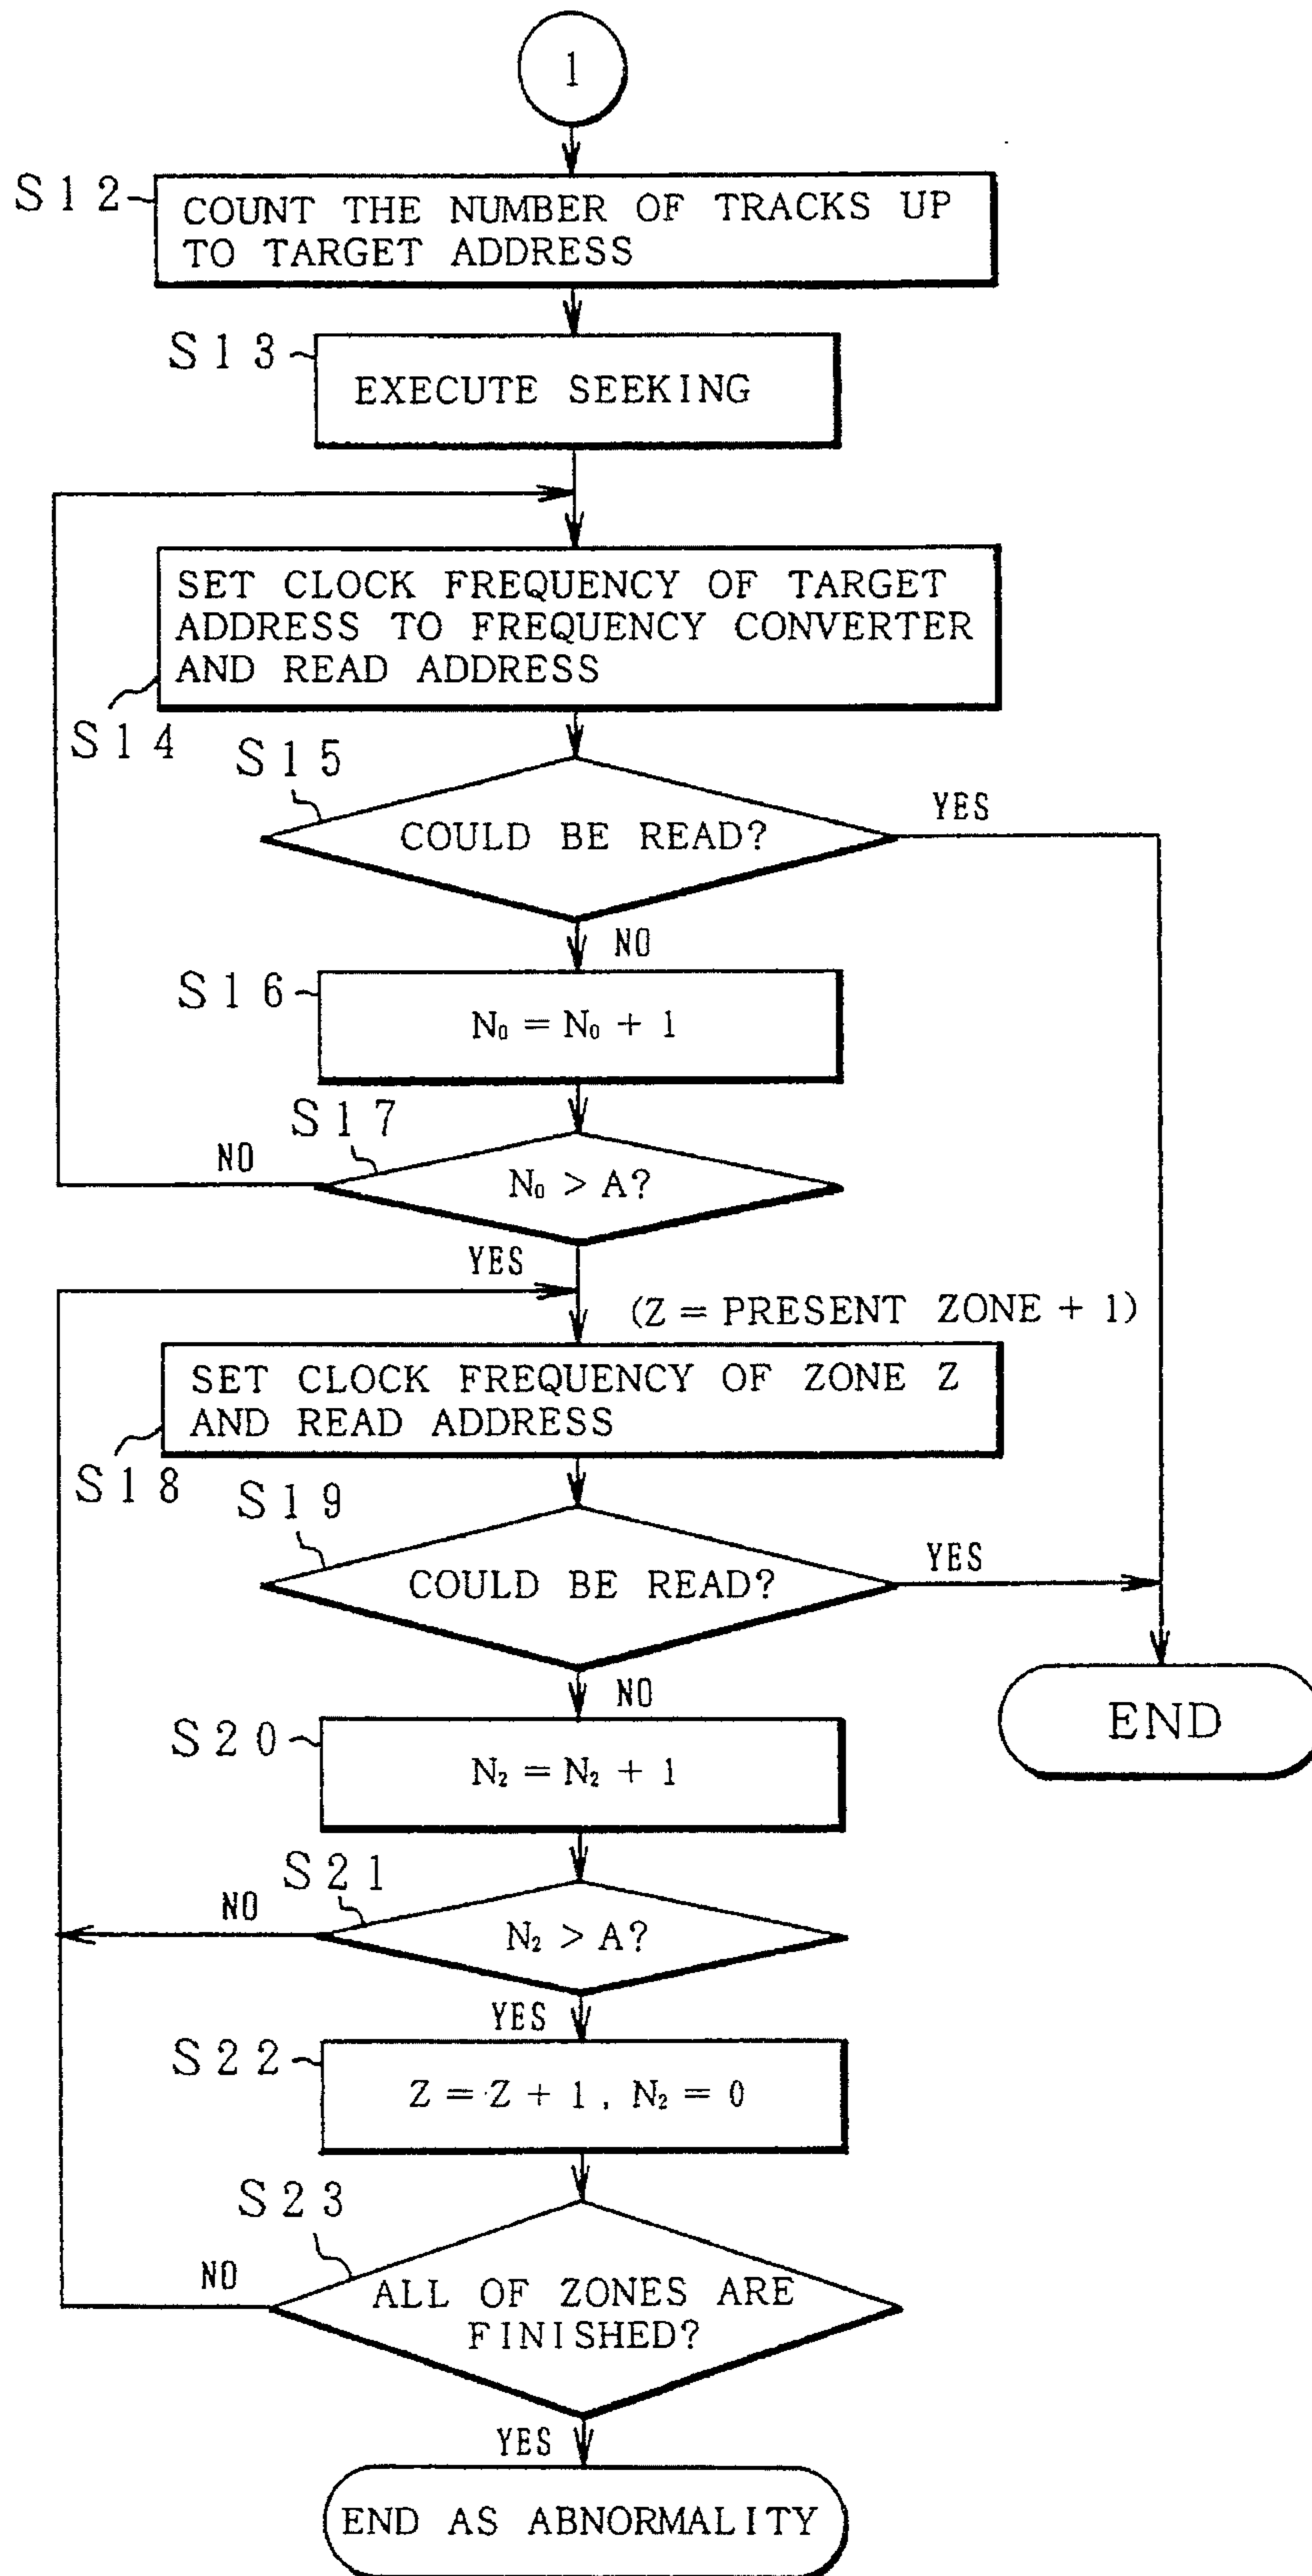 1
S12
COUNT THE NUMBER OF TRACKS UP
TO TARGET ADDRESS
S13
EXECUTE SEEKING
SET CLOCK FREQUENCY OF TARGET
ADDRESS TO FREQUENCY CONVERTER
AND READ ADDRESS
S14
S15
COULD BE READ?
YES
NO
S16
N₀ = N₀ + 1
S17
NO
N₀ > A?
YES
(Z = PRESENT ZONE + 1)
SET CLOCK FREQUENCY OF ZONE Z
AND READ ADDRESS
S18
S19
COULD BE READ?
YES
NO
END
S20
N₂ = N₂ + 1
S21
NO
N₂ > A?
YES
S22
Z = Z + 1 , N₂ = 0
S23
NO
ALL OF ZONES ARE
FINISHED?
YES
END AS ABNORMALITY